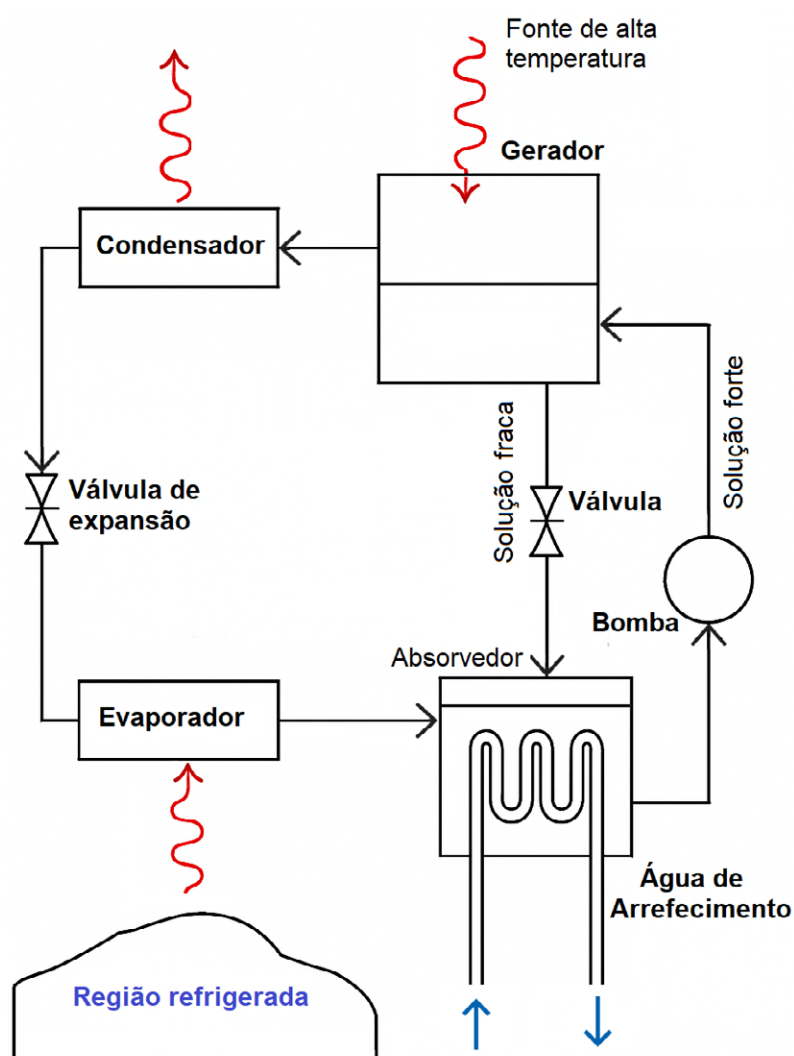 Fonte de alta
temperatura
Gerador
Condensador
Solução fraca
Solução forte
Válvula de
expansão
Válvula
Bomba
Absorvedor
Evaporador
Água de
Arrefecimento
Região refrigerada